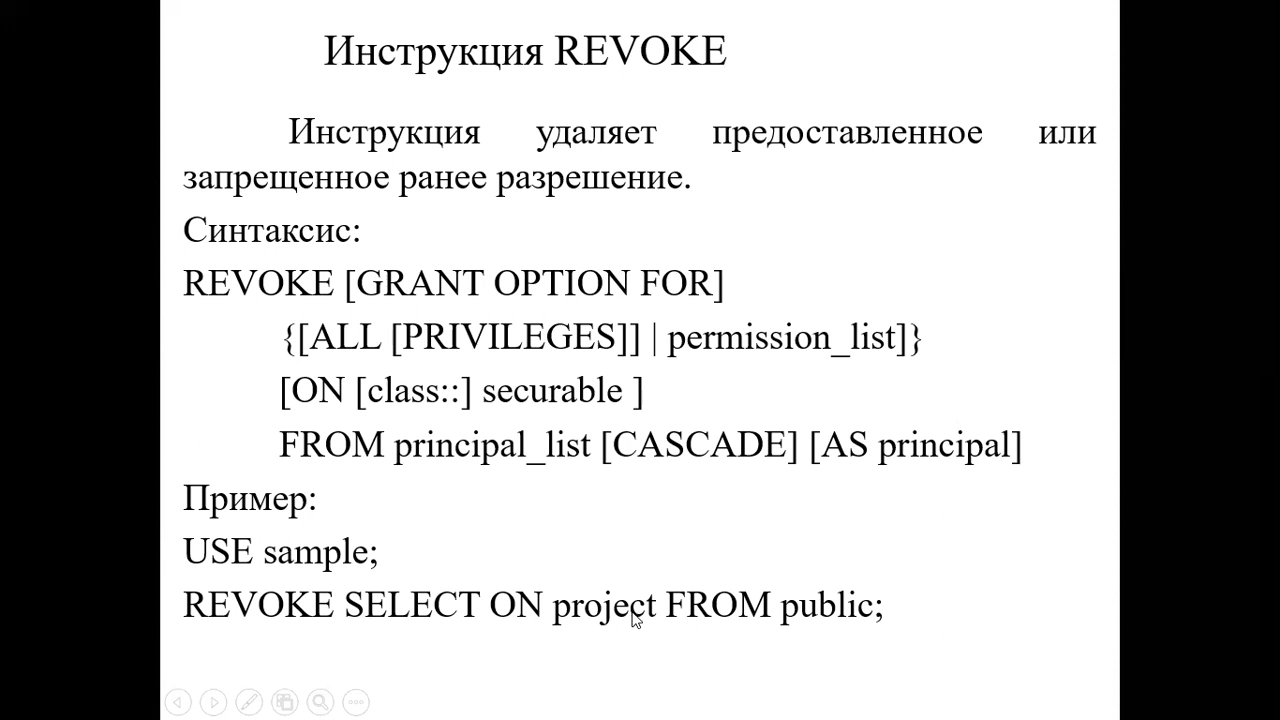 Инструкция REVOKE
Инструкция удаляет предоставленное или
запрещенное ранее разрешение.
Синтаксис:
REVOKE [GRANT OPTION FOR]
{[ALL [PRIVILEGES]] | permission_list]}
[ON [class::] securable ]
FROM principal_list [CASCADE] [AS principal]
Пример:
USE sample;
REVOKE SELECT ON project FROM public;